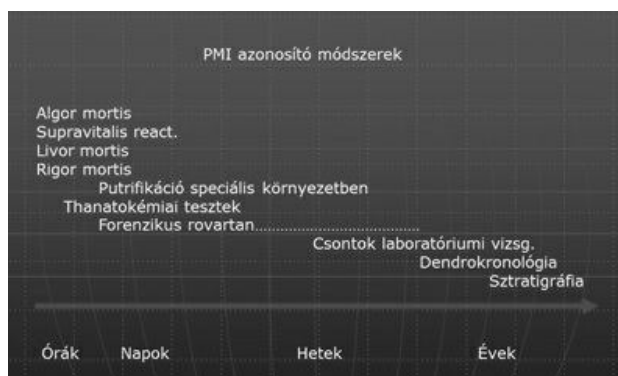 PMI azonosító módszerek
Algor mortis
Supravitalis react.
Livor mortis
Rigor mortis
Putrifikáció speciális környezetben
Thanatokémiai tesztek
Forenzikus rovartan.......................................
Csontok laboratóriumi vizsg.
Dendrokronológia
Sztratigráfia
Órák Napok Hetek Évek